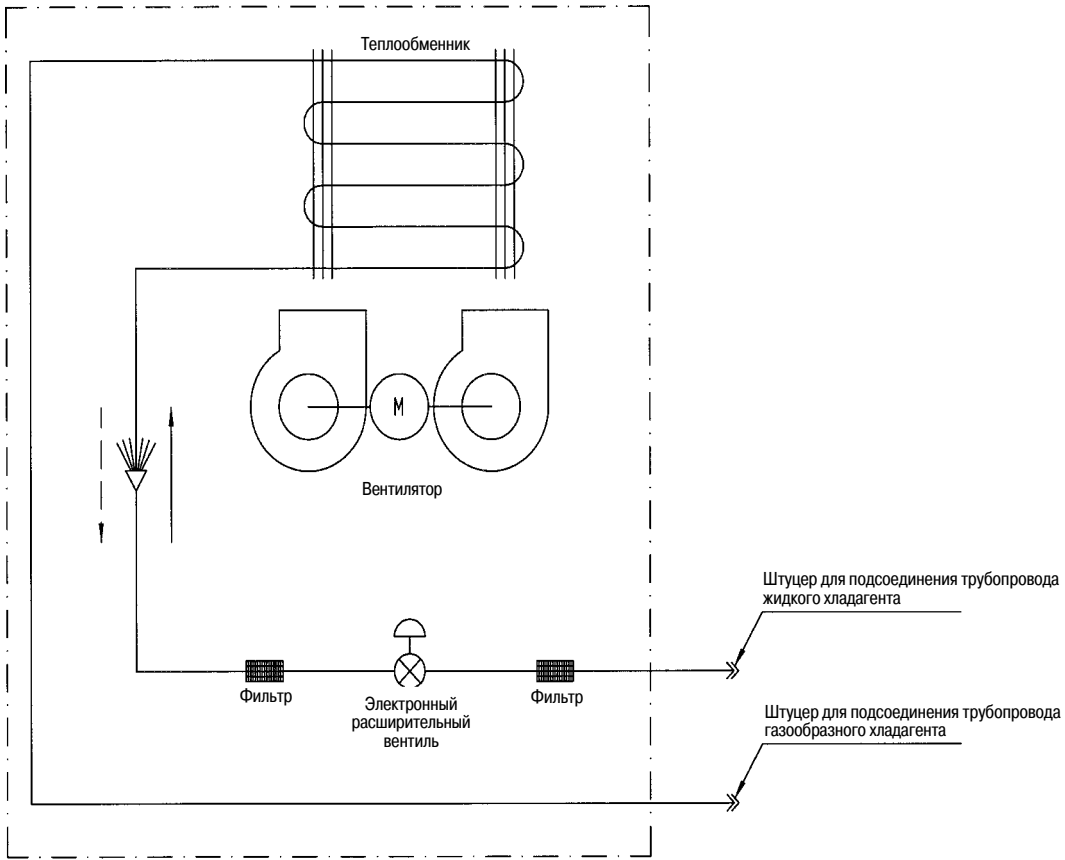 Теплообменник
M
Вентилятор
Штуцер для подсоединения трубопровода
жидкого хладагента
Фильтр
Электронный
расширительный
вентиль
Фильтр
Штуцер для подсоединения трубопровода
газообразного хладагента